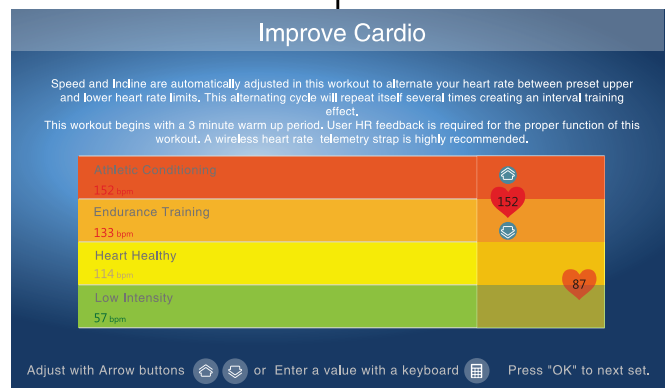 Improve Cardio
Speed and Incline are automatically adjusted in this workout to alternate your heart rate between preset upper
and lower heart rate limits. This alternating cycle will repeat itself several times creating an interval training
effect.
This workout begins with a 3 minute warm up period. User HR feedback is required for the proper function of this
workout. A wireless heart rate telemetry strap is highly recommended.
Athletic Conditioning
152 bpm
152
Endurance Training
133 bpm
Heart Healthy
114 bpm
87
Low Intensity
57 bpm
Adjust with Arrow buttons or Enter a value with a keyboard Press "OK" to next set.